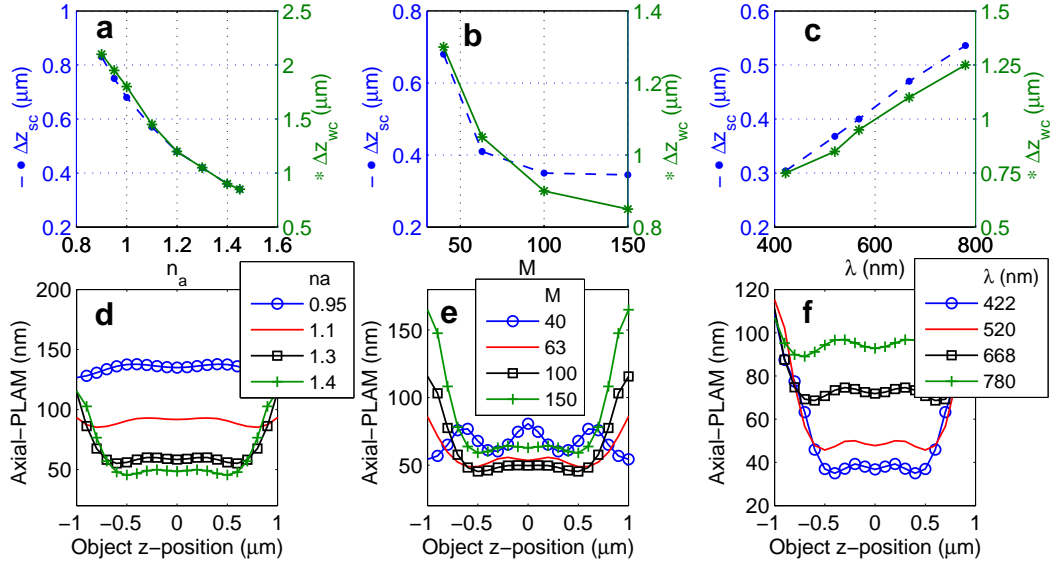 a
1
0.8
0.6
0.4
0.2
2.5
2
1.5
1
0.5
0.8 1 1.2 1.4 1.6
n_a
– ● Δz_sc (μm)
* Δz_wc (μm)
b
0.8
0.6
0.4
0.2
1.4
1.2
1
0.8
50 100 150
M
– ● Δz_sc (μm)
* Δz_wc (μm)
c
0.6
0.5
0.4
0.3
0.2
1.5
1.25
1
0.75
0.5
400 600 800
λ (nm)
– ● Δz_sc (μm)
* Δz_wc (μm)
d
200
150
100
50
−1 −0.5 0 0.5 1
Object z−position (μm)
Axial−PLAM (nm)
na
0.95
1.1
1.3
1.4
e
150
100
50
−1 −0.5 0 0.5 1
Object z−position (μm)
Axial−PLAM (nm)
M
40
63
100
150
f
120
100
80
60
40
20
−1 −0.5 0 0.5 1
Object z−position (μm)
Axial−PLAM (nm)
λ (nm)
422
520
668
780